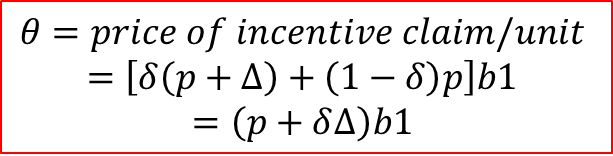 θ = price of incentive claim/unit
= [δ(p + Δ) + (1 − δ)p]b1
= (p + δΔ)b1